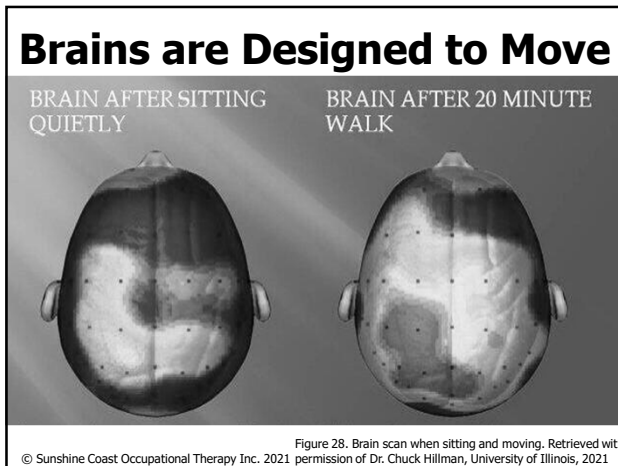 Brains are Designed to Move
BRAIN AFTER SITTING
QUIETLY
BRAIN AFTER 20 MINUTE
WALK
Figure 28. Brain scan when sitting and moving. Retrieved wit
© Sunshine Coast Occupational Therapy Inc. 2021 permission of Dr. Chuck Hillman, University of Illinois, 2021